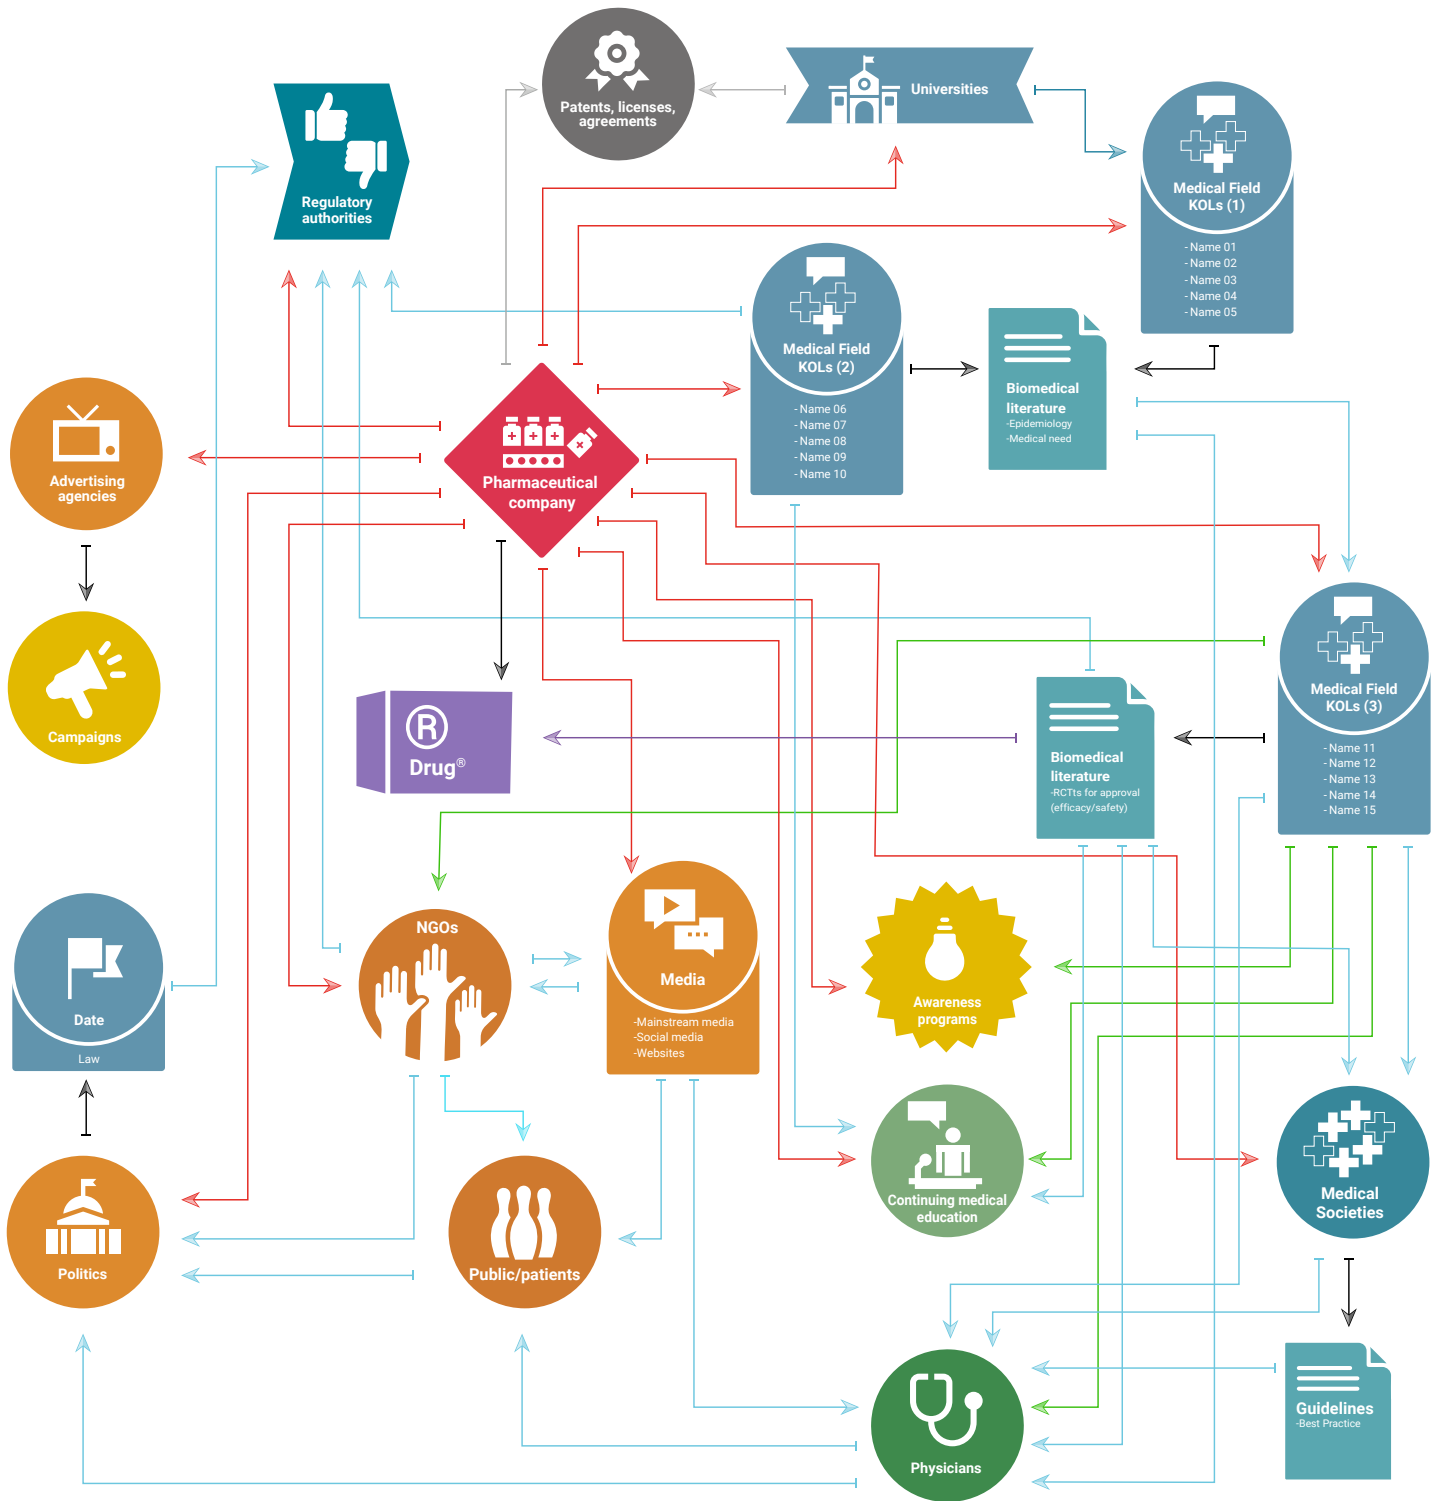 Patents, licenses,
agreements
Universities
Regulatory
authorities
Medical Field
KOLs (1)
- Name 01
- Name 02
- Name 03
- Name 04
- Name 05
Medical Field
KOLs (2)
- Name 06
- Name 07
- Name 08
- Name 09
- Name 10
Biomedical
literature
-Epidemiology
-Medical need
Advertising
agencies
Pharmaceutical
company
Campaigns
R
Drug®
Biomedical
literature
-RCTts for approval
(efficacy/safety)
Medical Field
KOLs (3)
- Name 11
- Name 12
- Name 13
- Name 14
- Name 15
Date
Law
NGOs
Media
-Mainstream media
-Social media
-Websites
Awareness
programs
Politics
Public/patients
Continuing medical
education
Medical
Societies
Physicians
Guidelines
-Best Practice